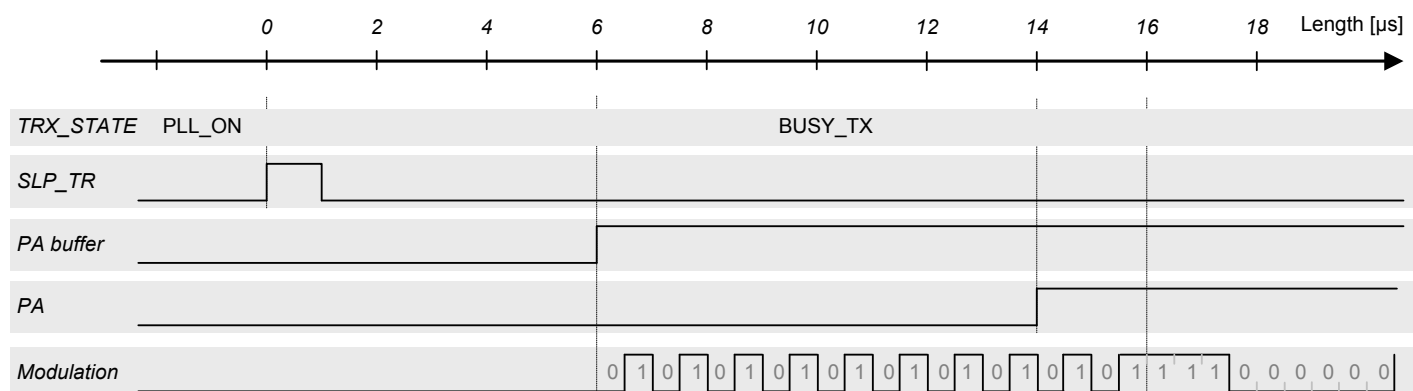 0 2 4 6 8 10 12 14 16 18 Length [µs]
TRX_STATE PLL_ON BUSY_TX
SLP_TR
PA buffer
PA
Modulation 0 1 0 1 0 1 0 1 0 1 0 1 0 1 0 1 0 1 0 1 1 1 1 0 0 0 0 0 0